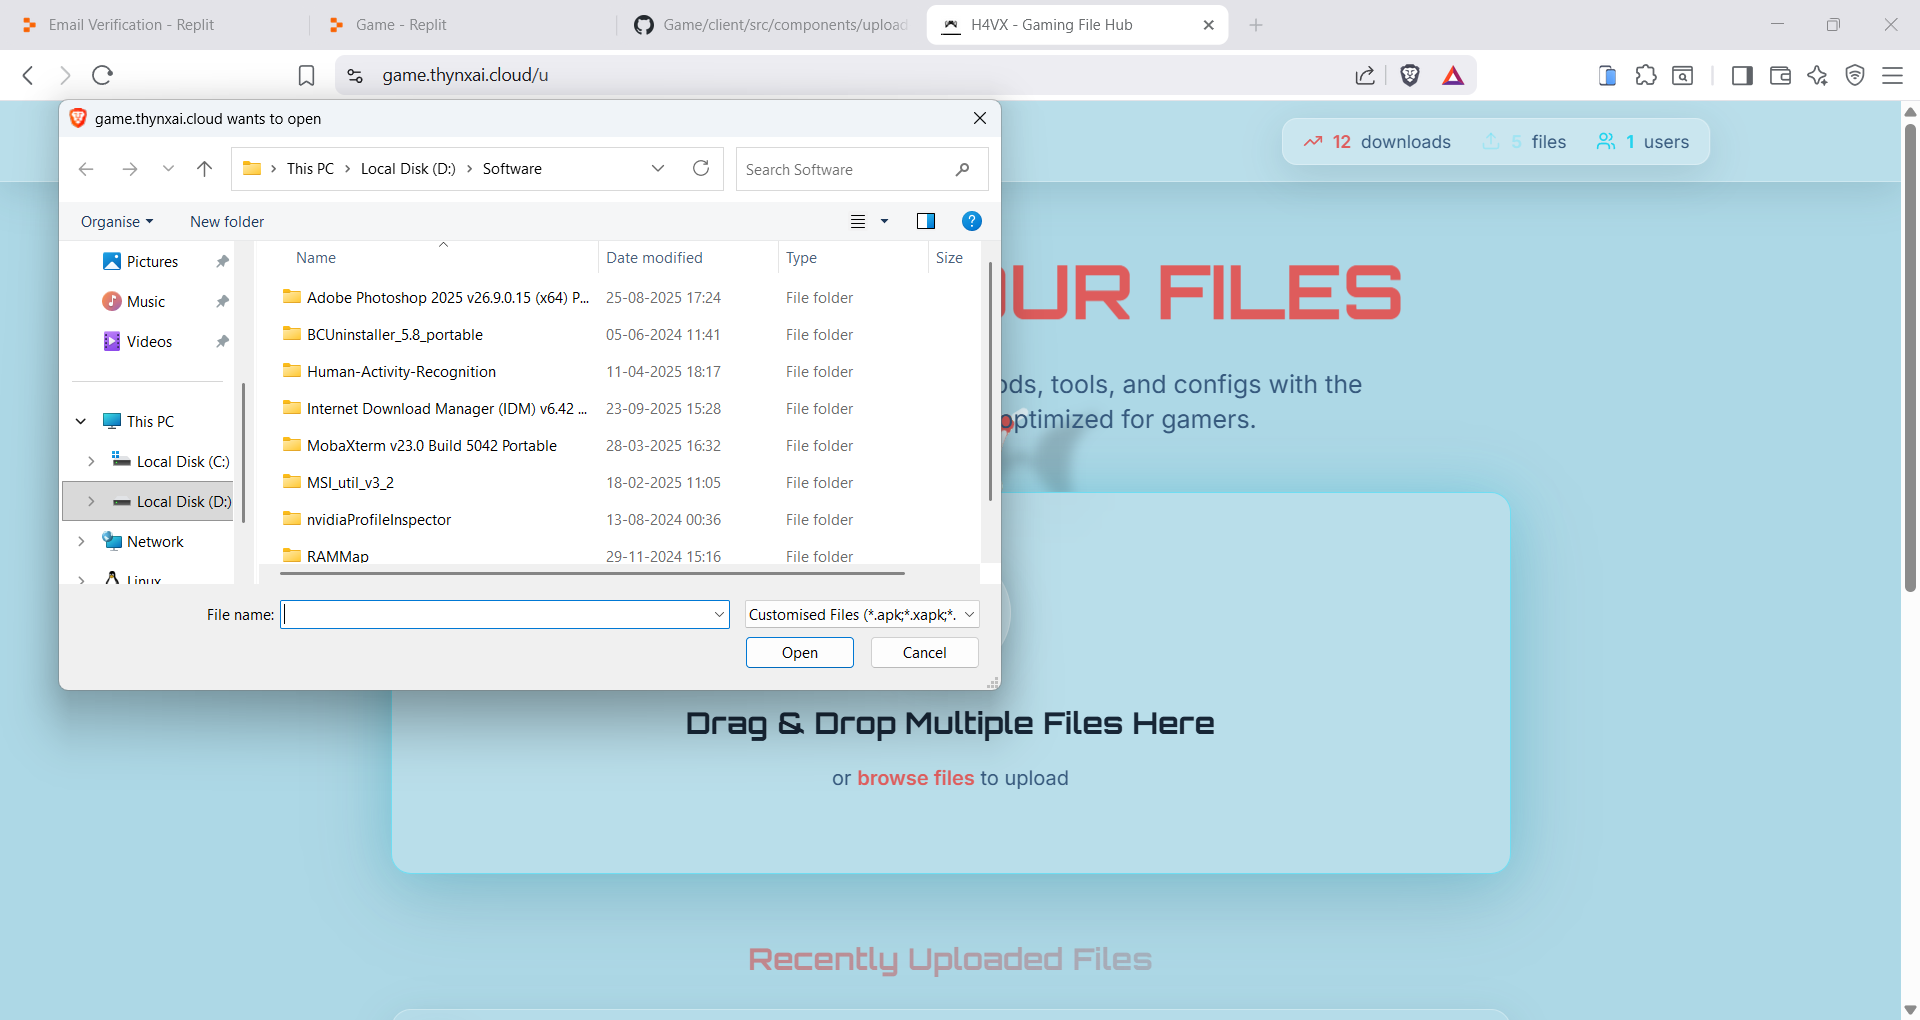 Email Verification - Replit
Game - Replit
Game/client/src/components/upload
H4VX - Gaming File Hub
game.thynxai.cloud/u
game.thynxai.cloud wants to open
This PC
Local Disk (D:)
Software
Search Software
Organise
New folder
12 downloads
5 files
1 users
Pictures
Music
Videos
This PC
Local Disk (C:)
Local Disk (D:)
Network
Linux
Name Date modified Type Size
Adobe Photoshop 2025 v26.9.0.15 (x64) P... 25-08-2025 17:24 File folder
BCUninstaller_5.8_portable 05-06-2024 11:41 File folder
Human-Activity-Recognition 11-04-2025 18:17 File folder
Internet Download Manager (IDM) v6.42 ... 23-09-2025 15:28 File folder
MobaXterm v23.0 Build 5042 Portable 28-03-2025 16:32 File folder
MSI_util_v3_2 18-02-2025 11:05 File folder
nvidiaProfileInspector 13-08-2024 00:36 File folder
RAMMap 29-11-2024 15:16 File folder
File name:
Customised Files (*.apk;*.xapk;*.
Open
Cancel
UR FILES
ods, tools, and configs with the
optimized for gamers.
Drag & Drop Multiple Files Here
or browse files to upload
Recently Uploaded Files